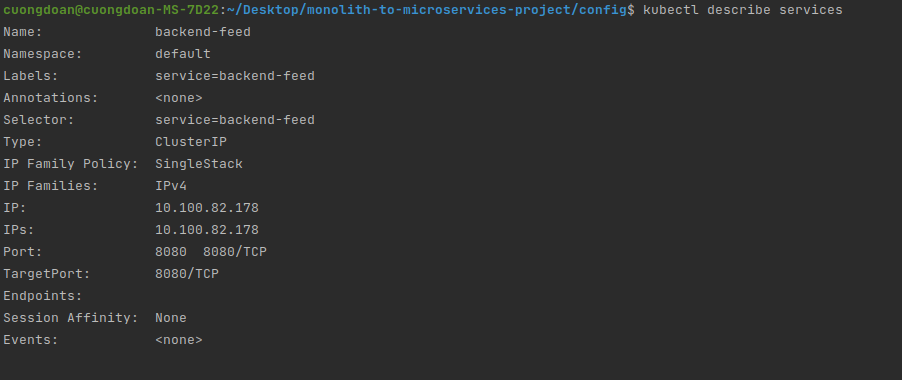 cuongdoan@cuongdoan-MS-7D22:~/Desktop/monolith-to-microservices-project/config$ kubectl describe services
Name:              backend-feed
Namespace:         default
Labels:            service=backend-feed
Annotations:       <none>
Selector:          service=backend-feed
Type:              ClusterIP
IP Family Policy:  SingleStack
IP Families:       IPv4
IP:                10.100.82.178
IPs:               10.100.82.178
Port:              8080  8080/TCP
TargetPort:        8080/TCP
Endpoints:
Session Affinity:  None
Events:            <none>